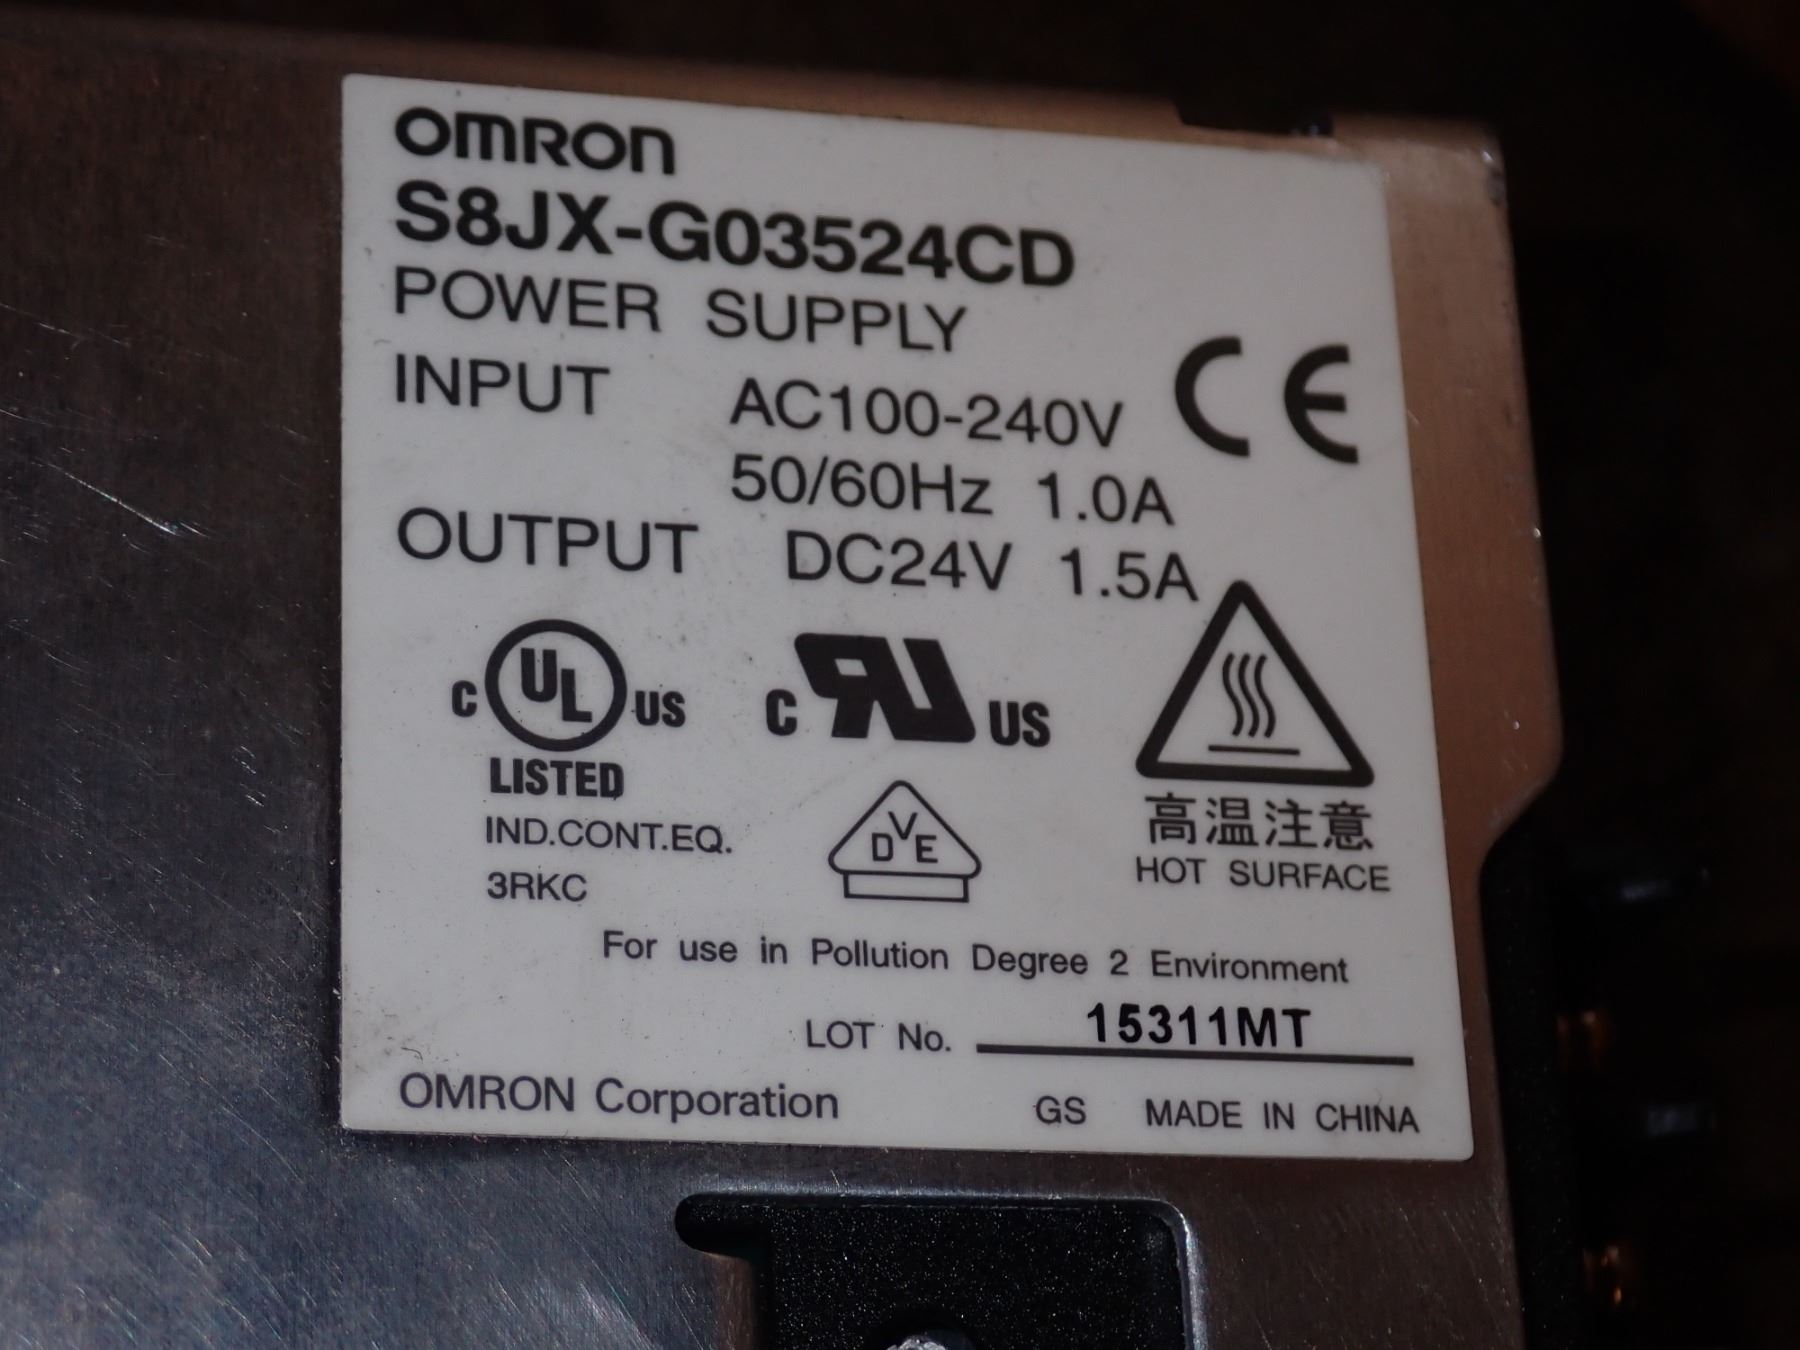 OMRON
S8JX-G03524CD
POWER SUPPLY
INPUT AC100-240V
50/60Hz 1.0A
OUTPUT DC24V 1.5A
CE
C UL US
LISTED
IND.CONT.EQ.
3RKC
C RU US
DVE
高温注意
HOT SURFACE
For use in Pollution Degree 2 Environment
LOT No. 15311MT
OMRON Corporation GS MADE IN CHINA